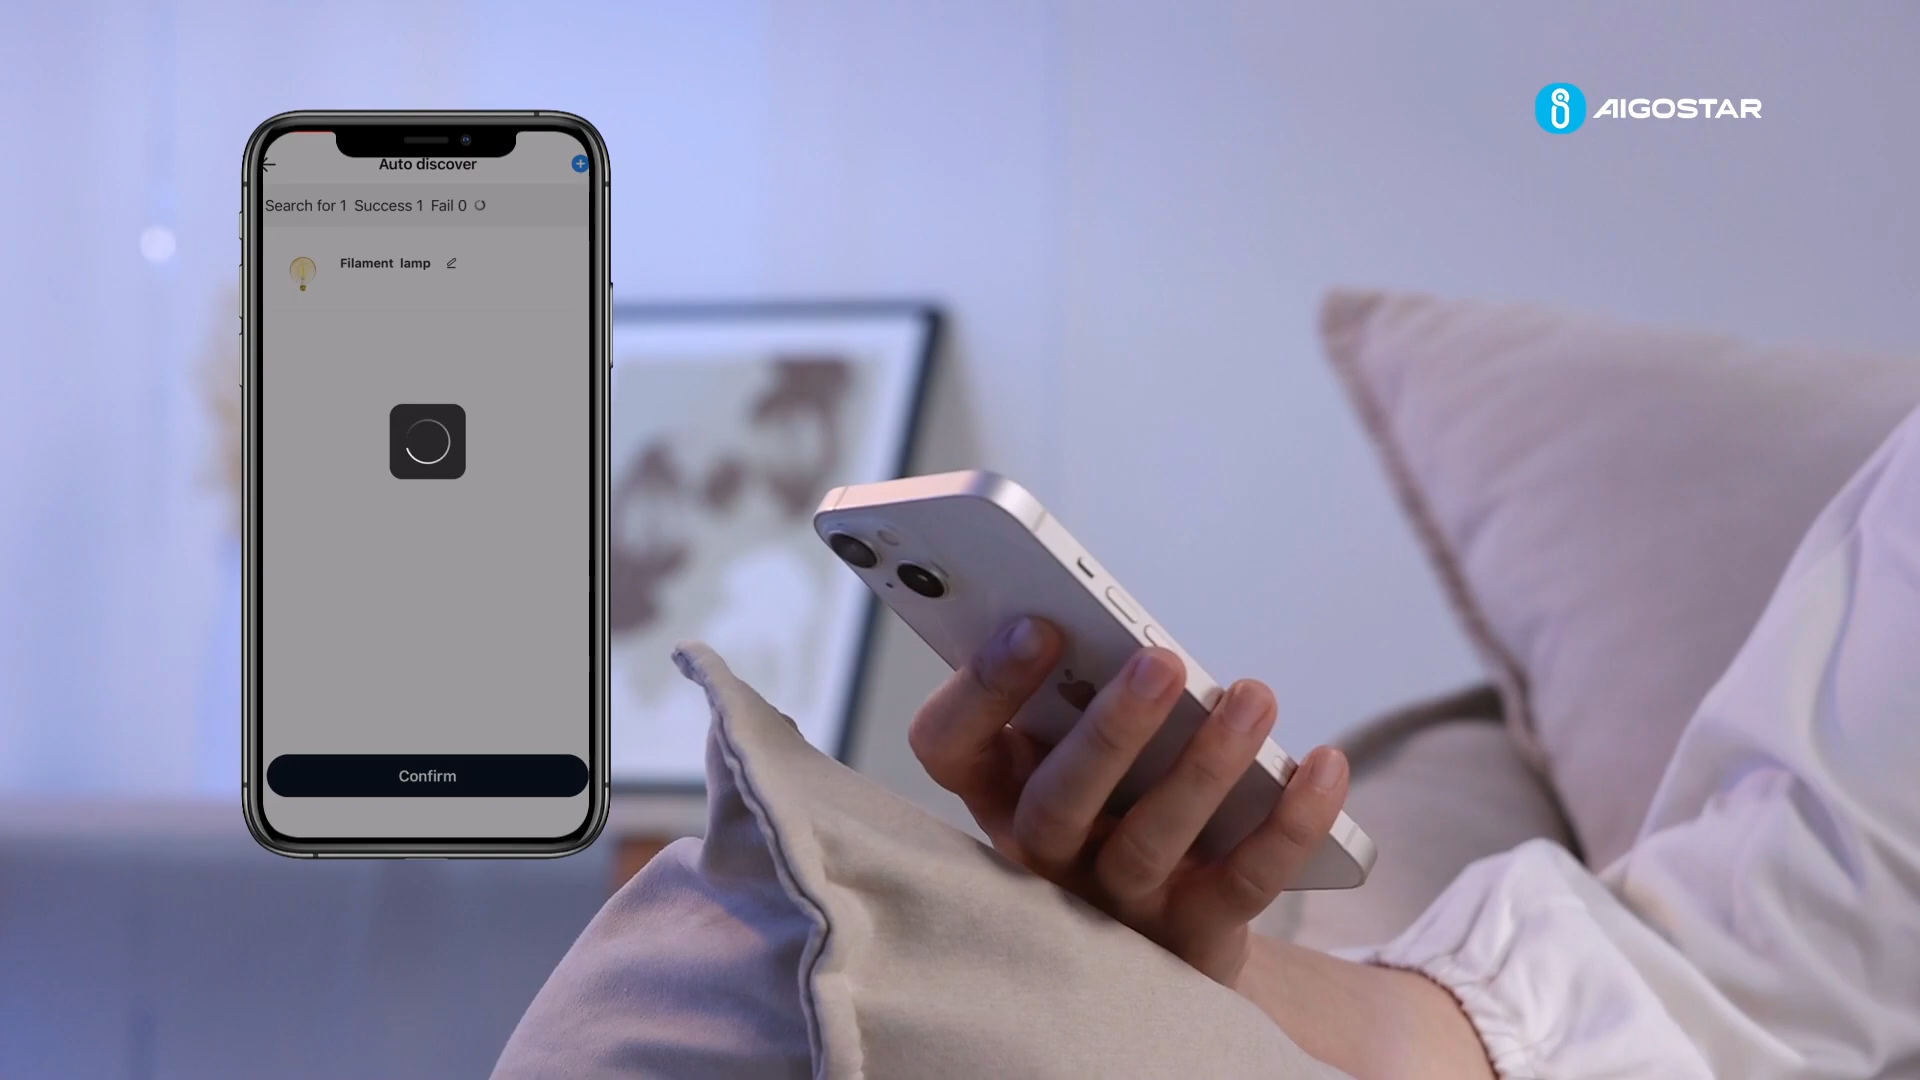 AIGOSTAR
Auto discover
Search for 1 Success 1 Fail 0
Filament lamp
Confirm